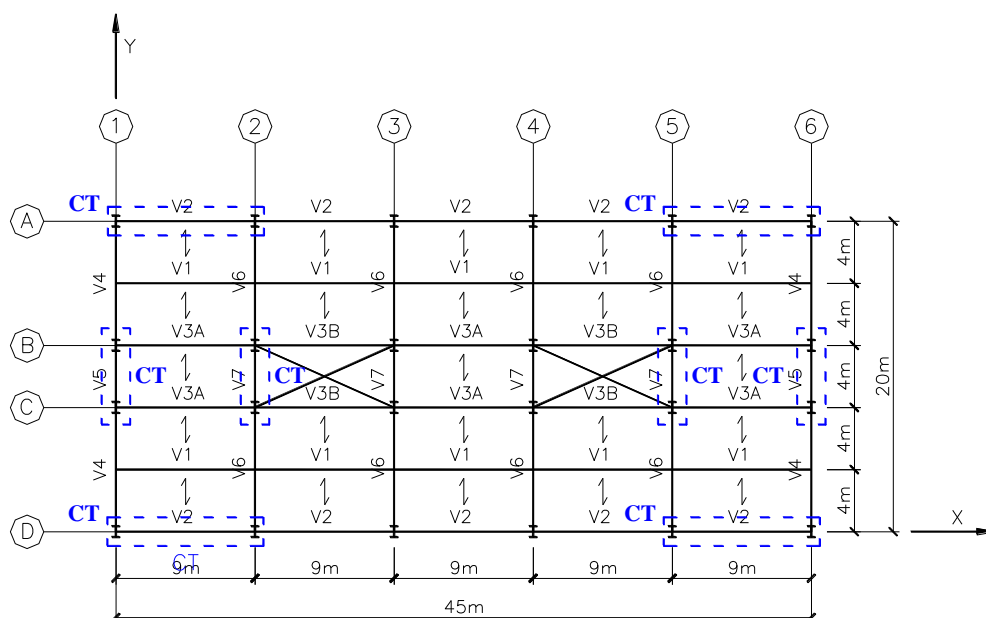 Y
1 2 3 4 5 6
CT V2 V2 V2 V2 CT V2
A
V1 V1 V1 V1 V1 4m
V4 V6 V6 V6 V6 V4
V3A V3B V3A V3B V3A 4m
B
V5 CT V7 CT V7 V7 V7 CT CT V5 4m 20m
V3A V3B V3A V3B V3A
C
V1 V1 V1 V1 V1 4m
V4 V6 V6 V6 V6 V4
CT V2 V2 V2 V2 CT V2 4m
D X
CT
9m 9m 9m 9m 9m
45m